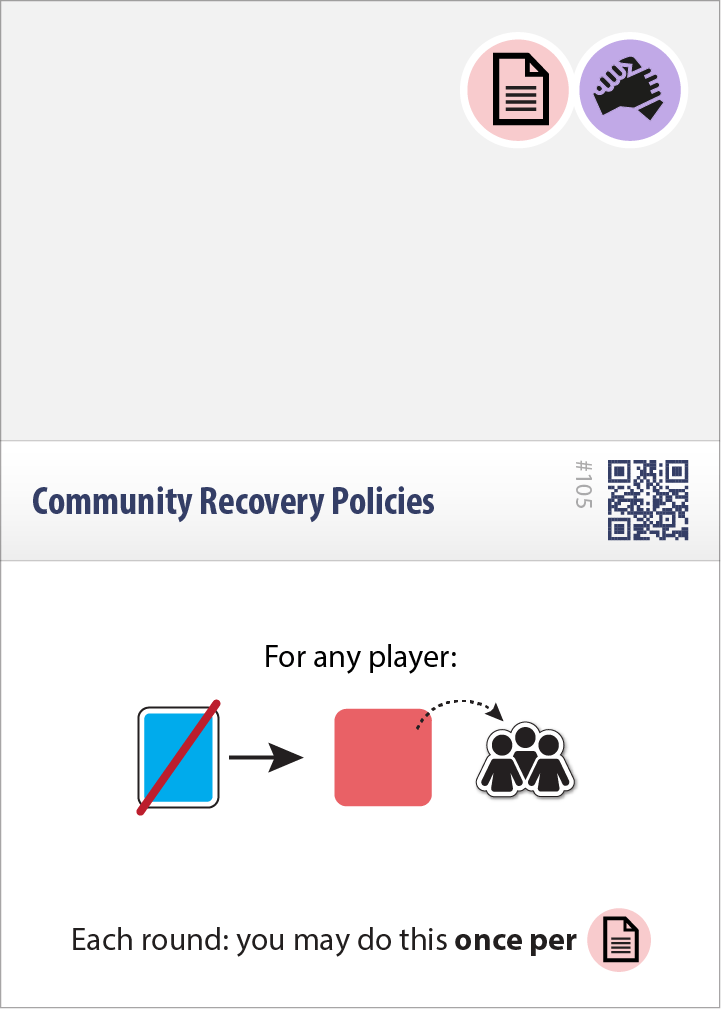 Community Recovery Policies
#105
For any player:
Each round: you may do this once per